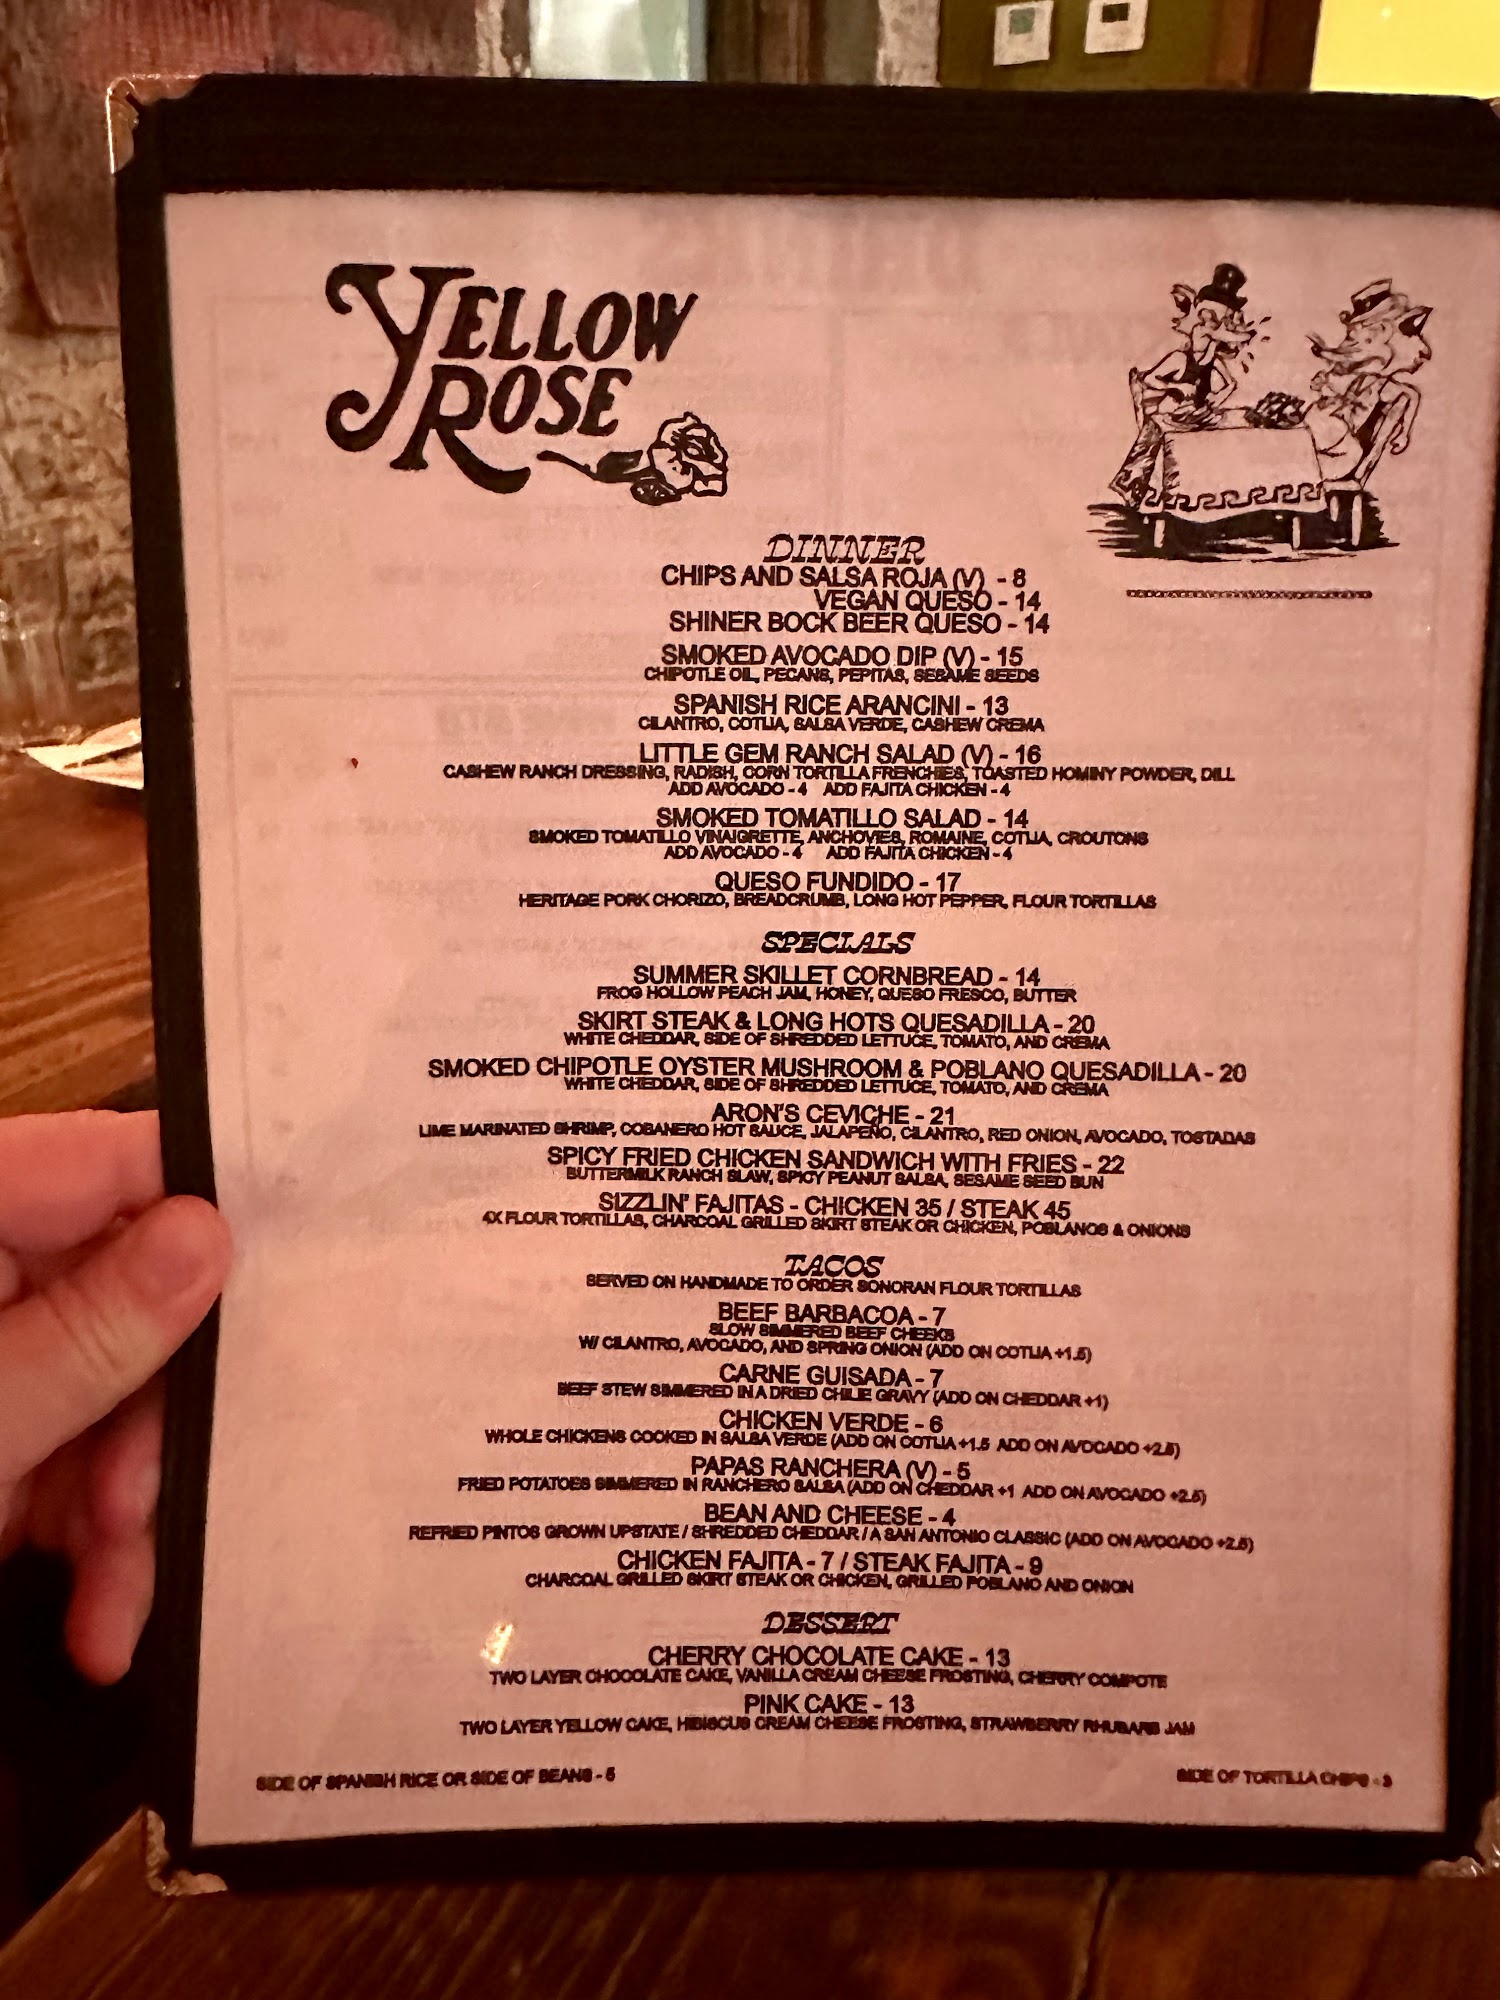 YELLOW
ROSE
DINNER
CHIPS AND SALSA ROJA (V) - 8
VEGAN QUESO - 14
SHINER BOCK BEER QUESO - 14
SMOKED AVOCADO DIP (V) - 15
CHIPOTLE OIL, PECANS, PEPITAS, SESAME SEEDS
SPANISH RICE ARANCINI - 13
CILANTRO, COTIJA, SALSA VERDE, CASHEW CREMA
LITTLE GEM RANCH SALAD (V) - 16
CASHEW RANCH DRESSING, RADISH, CORN TORTILLA FRENCHIES, TOASTED HOMINY POWDER, DILL
ADD AVOCADO - 4 ADD FAJITA CHICKEN - 4
SMOKED TOMATILLO SALAD - 14
SMOKED TOMATILLO VINAIGRETTE, ANCHOVIES, ROMAINE, COTIJA, CROUTONS
ADD AVOCADO - 4 ADD FAJITA CHICKEN - 4
QUESO FUNDIDO - 17
HERITAGE PORK CHORIZO, BREADCRUMB, LONG HOT PEPPER, FLOUR TORTILLAS
SPECIALS
SUMMER SKILLET CORNBREAD - 14
FROG HOLLOW PEACH JAM, HONEY, QUESO FRESCO, BUTTER
SKIRT STEAK & LONG HOTS QUESADILLA - 20
WHITE CHEDDAR, SIDE OF SHREDDED LETTUCE, TOMATO, AND CREMA
SMOKED CHIPOTLE OYSTER MUSHROOM & POBLANO QUESADILLA - 20
WHITE CHEDDAR, SIDE OF SHREDDED LETTUCE, TOMATO, AND CREMA
ARON'S CEVICHE - 21
LIME MARINATED SHRIMP, COBANERO HOT SAUCE, JALAPEÑO, CILANTRO, RED ONION, AVOCADO, TOSTADAS
SPICY FRIED CHICKEN SANDWICH WITH FRIES - 22
BUTTERMILK RANCH SLAW, SPICY PEANUT SALSA, SESAME SEED BUN
SIZZLIN' FAJITAS - CHICKEN 35 / STEAK 45
4X FLOUR TORTILLAS, CHARCOAL GRILLED SKIRT STEAK OR CHICKEN, POBLANOS & ONIONS
TACOS
SERVED ON HANDMADE TO ORDER SONORAN FLOUR TORTILLAS
BEEF BARBACOA - 7
SLOW SIMMERED BEEF CHEEKS
W/ CILANTRO, AVOCADO, AND SPRING ONION (ADD ON COTIJA +1.5)
CARNE GUISADA - 7
BEEF STEW SIMMERED IN A DRIED CHILIE GRAVY (ADD ON CHEDDAR +1)
CHICKEN VERDE - 6
WHOLE CHICKENS COOKED IN SALSA VERDE (ADD ON COTIJA +1.5 ADD ON AVOCADO +2.5)
PAPAS RANCHERA (V) - 5
FRIED POTATOES SIMMERED IN RANCHERO SALSA (ADD ON CHEDDAR +1 ADD ON AVOCADO +2.5)
BEAN AND CHEESE - 4
REFRIED PINTOS GROWN UPSTATE / SHREDDED CHEDDAR / A SAN ANTONIO CLASSIC (ADD ON AVOCADO +2.5)
CHICKEN FAJITA - 7 / STEAK FAJITA - 9
CHARCOAL GRILLED SKIRT STEAK OR CHICKEN, GRILLED POBLANO AND ONION
DESSERT
CHERRY CHOCOLATE CAKE - 13
TWO LAYER CHOCOLATE CAKE, VANILLA CREAM CHEESE FROSTING, CHERRY COMPOTE
PINK CAKE - 13
TWO LAYER YELLOW CAKE, HIBISCUS CREAM CHEESE FROSTING, STRAWBERRY RHUBARB JAM
SIDE OF SPANISH RICE OR SIDE OF BEANS - 5
SIDE OF TORTILLA CHIPS - 3